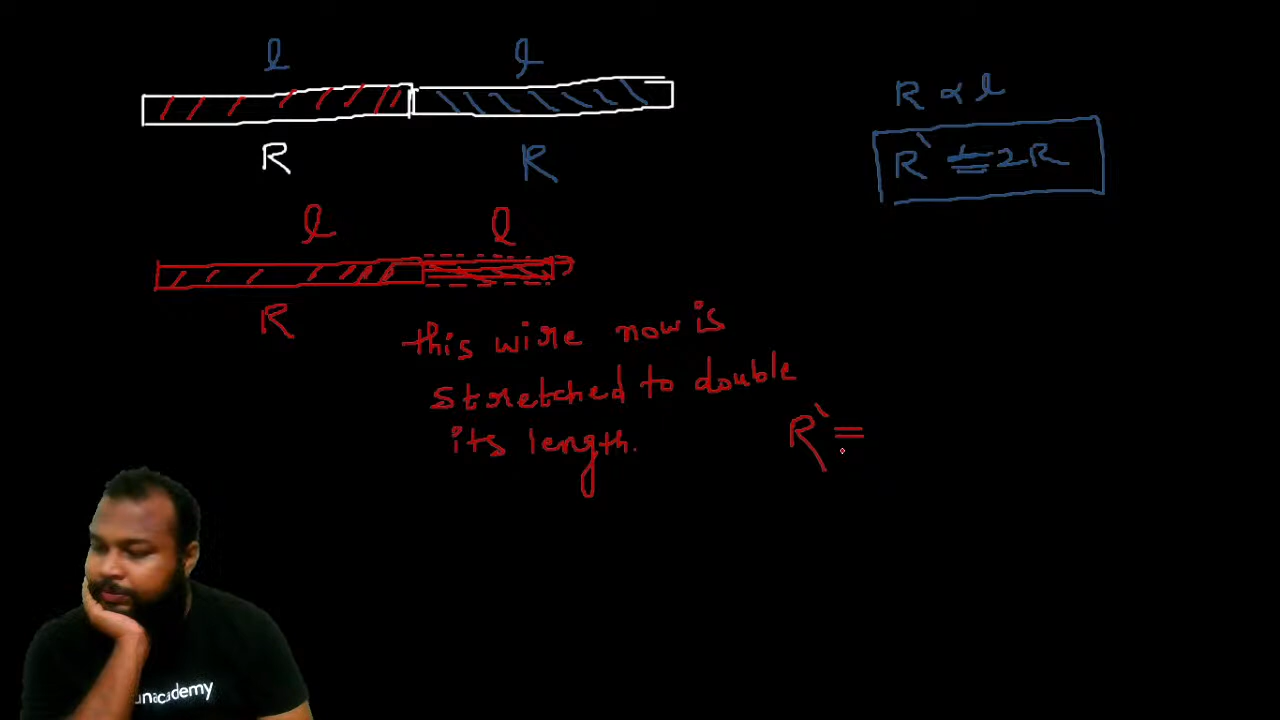 l l
R R
R ∝ l
R' = 2R
l l
R
this wire now is
stretched to double
its length.
R' =
unacademy